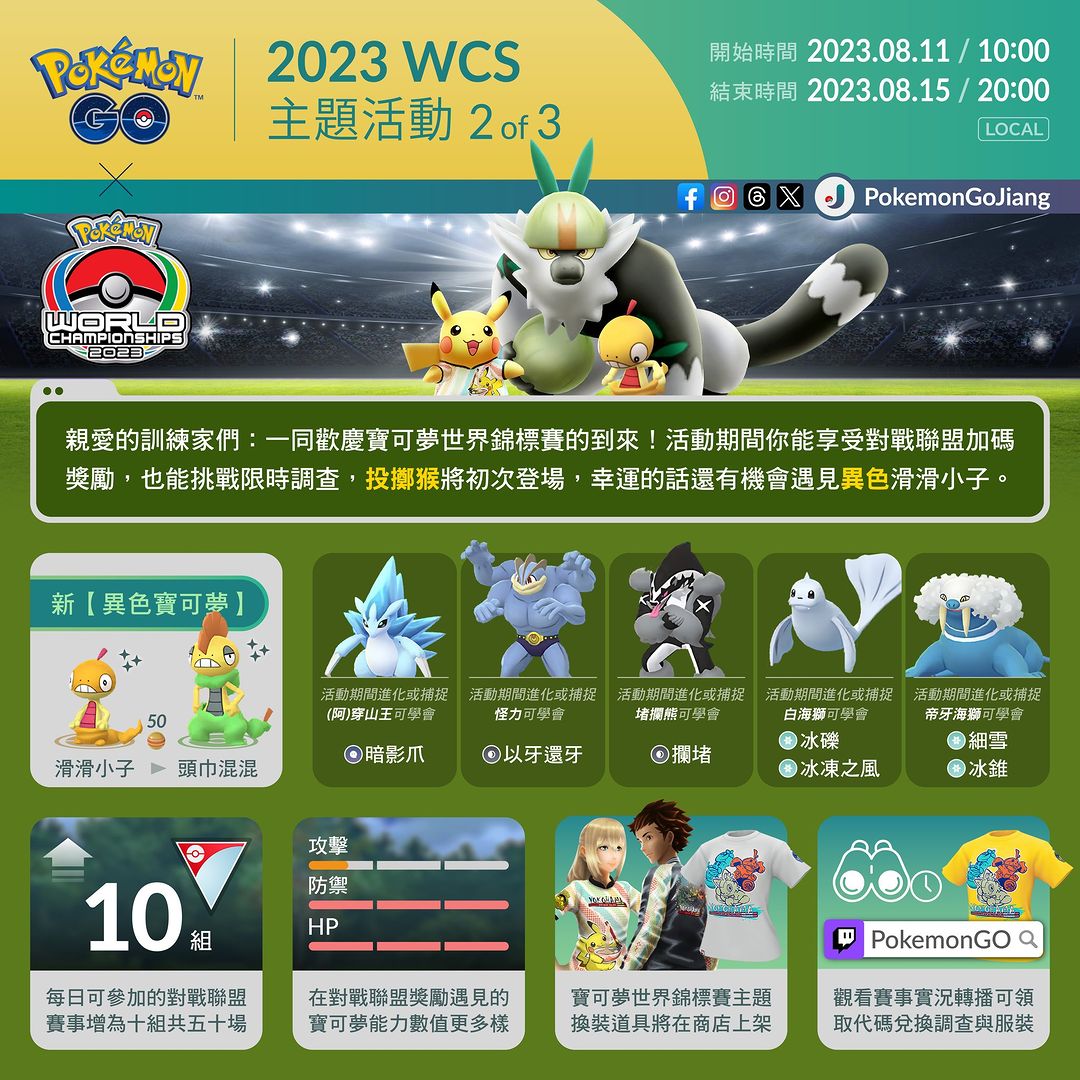 POKÉMON
GO
™
2023 WCS
主題活動 2 of 3
開始時間 2023.08.11 / 10:00
結束時間 2023.08.15 / 20:00
LOCAL
PokemonGoJiang
POKÉMON
WORLD
CHAMPIONSHIPS
2023
親愛的訓練家們：一同歡慶寶可夢世界錦標賽的到來！活動期間你能享受對戰聯盟加碼
獎勵，也能挑戰限時調查，投擲猴將初次登場，幸運的話還有機會遇見異色滑滑小子。
新【異色寶可夢】
50
滑滑小子 ▶ 頭巾混混
活動期間進化或捕捉
(阿)穿山王可學會
暗影爪
活動期間進化或捕捉
怪力可學會
以牙還牙
活動期間進化或捕捉
堵攔熊可學會
攔堵
活動期間進化或捕捉
白海獅可學會
冰礫
冰凍之風
活動期間進化或捕捉
帝牙海獅可學會
細雪
冰錐
10組
每日可參加的對戰聯盟
賽事增為十組共五十場
攻擊
防禦
HP
在對戰聯盟獎勵遇見的
寶可夢能力數值更多樣
寶可夢世界錦標賽主題
換裝道具將在商店上架
PokemonGO
觀看賽事實況轉播可領
取代碼兌換調查與服裝